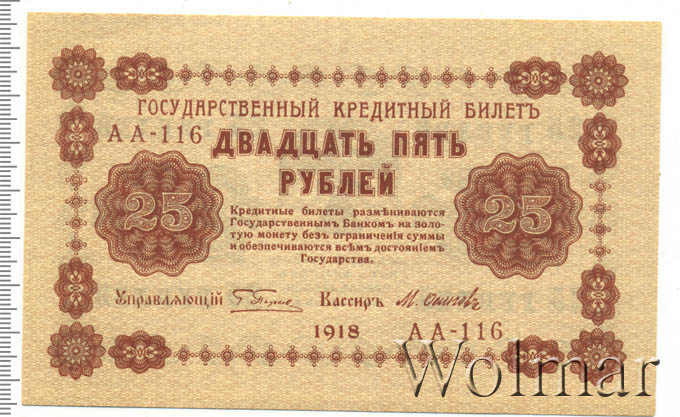 ГОСУДАРСТВЕННЫЙ КРЕДИТНЫЙ БИЛЕТЪ
АА-116
ДВАДЦАТЬ ПЯТЬ
РУБЛЕЙ
25
25
Кредитные билеты размѣниваются
Государственнымъ Банкомъ на золо-
тую монету безъ ограниченія суммы
и обезпечиваются всѣмъ достояніемъ
Государства.
Управляющій
Кассиръ
1918
АА-116
Wolmar